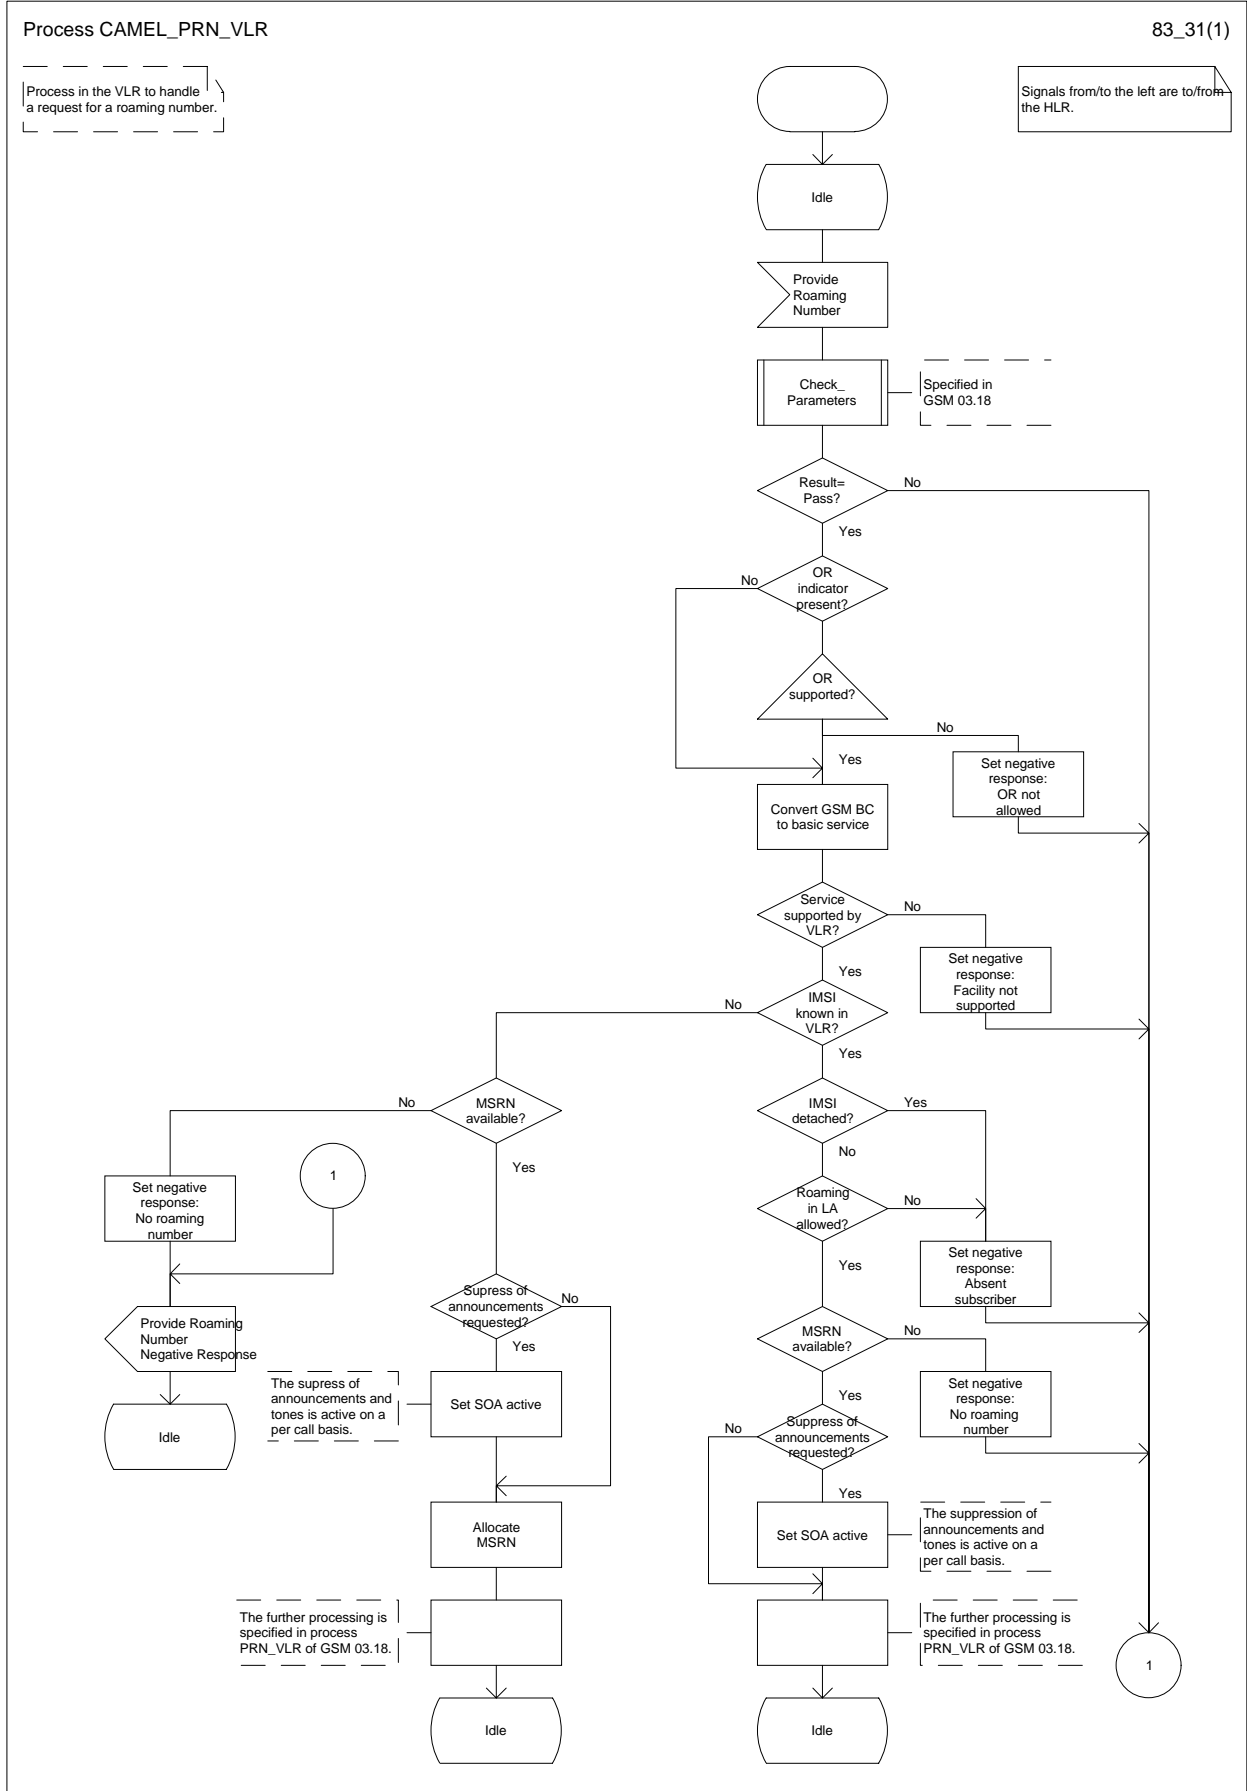 Process CAMEL_PRN_VLR
83_31(1)
Process in the VLR to handle
a request for a roaming number.
Signals from/to the left are to/from
the HLR.
Idle
Provide
Roaming
Number
Check_
Parameters
Specified in
GSM 03.18
Result=
Pass?
No
Yes
OR
indicator
present?
No
OR
supported?
No
Yes
Set negative
response:
OR not
allowed
Convert GSM BC
to basic service
Service
supported by
VLR?
No
Yes
Set negative
response:
Facility not
supported
IMSI
known in
VLR?
No
Yes
MSRN
available?
No
Yes
IMSI
detached?
Yes
No
1
Set negative
response:
No roaming
number
Roaming
in LA
allowed?
No
Yes
Set negative
response:
Absent
subscriber
Supress of
announcements
requested?
No
Yes
Provide Roaming
Number
Negative Response
MSRN
available?
No
Yes
The supress of
announcements and
tones is active on a
per call basis.
Set SOA active
Set negative
response:
No roaming
number
Idle
Suppress of
announcements
requested?
No
Yes
Allocate
MSRN
Set SOA active
The suppression of
announcements and
tones is active on a
per call basis.
The further processing is
specified in process
PRN_VLR of GSM 03.18.
The further processing is
specified in process
PRN_VLR of GSM 03.18.
1
Idle
Idle